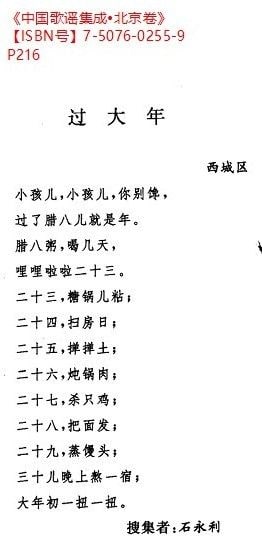 《中国歌谣集成•北京卷》
【ISBN号】7-5076-0255-9
P216
过大年
西城区
小孩儿,小孩儿,你别馋,
过了腊八儿就是年。
腊八粥,喝几天,
哩哩啦啦二十三。
二十三,糖锅儿粘;
二十四,扫房日;
二十五,掸掸土;
二十六,炖锅肉;
二十七,杀只鸡;
二十八,把面发;
二十九,蒸馒头;
三十儿晚上熬一宿;
大年初一扭一扭。
搜集者:石永利